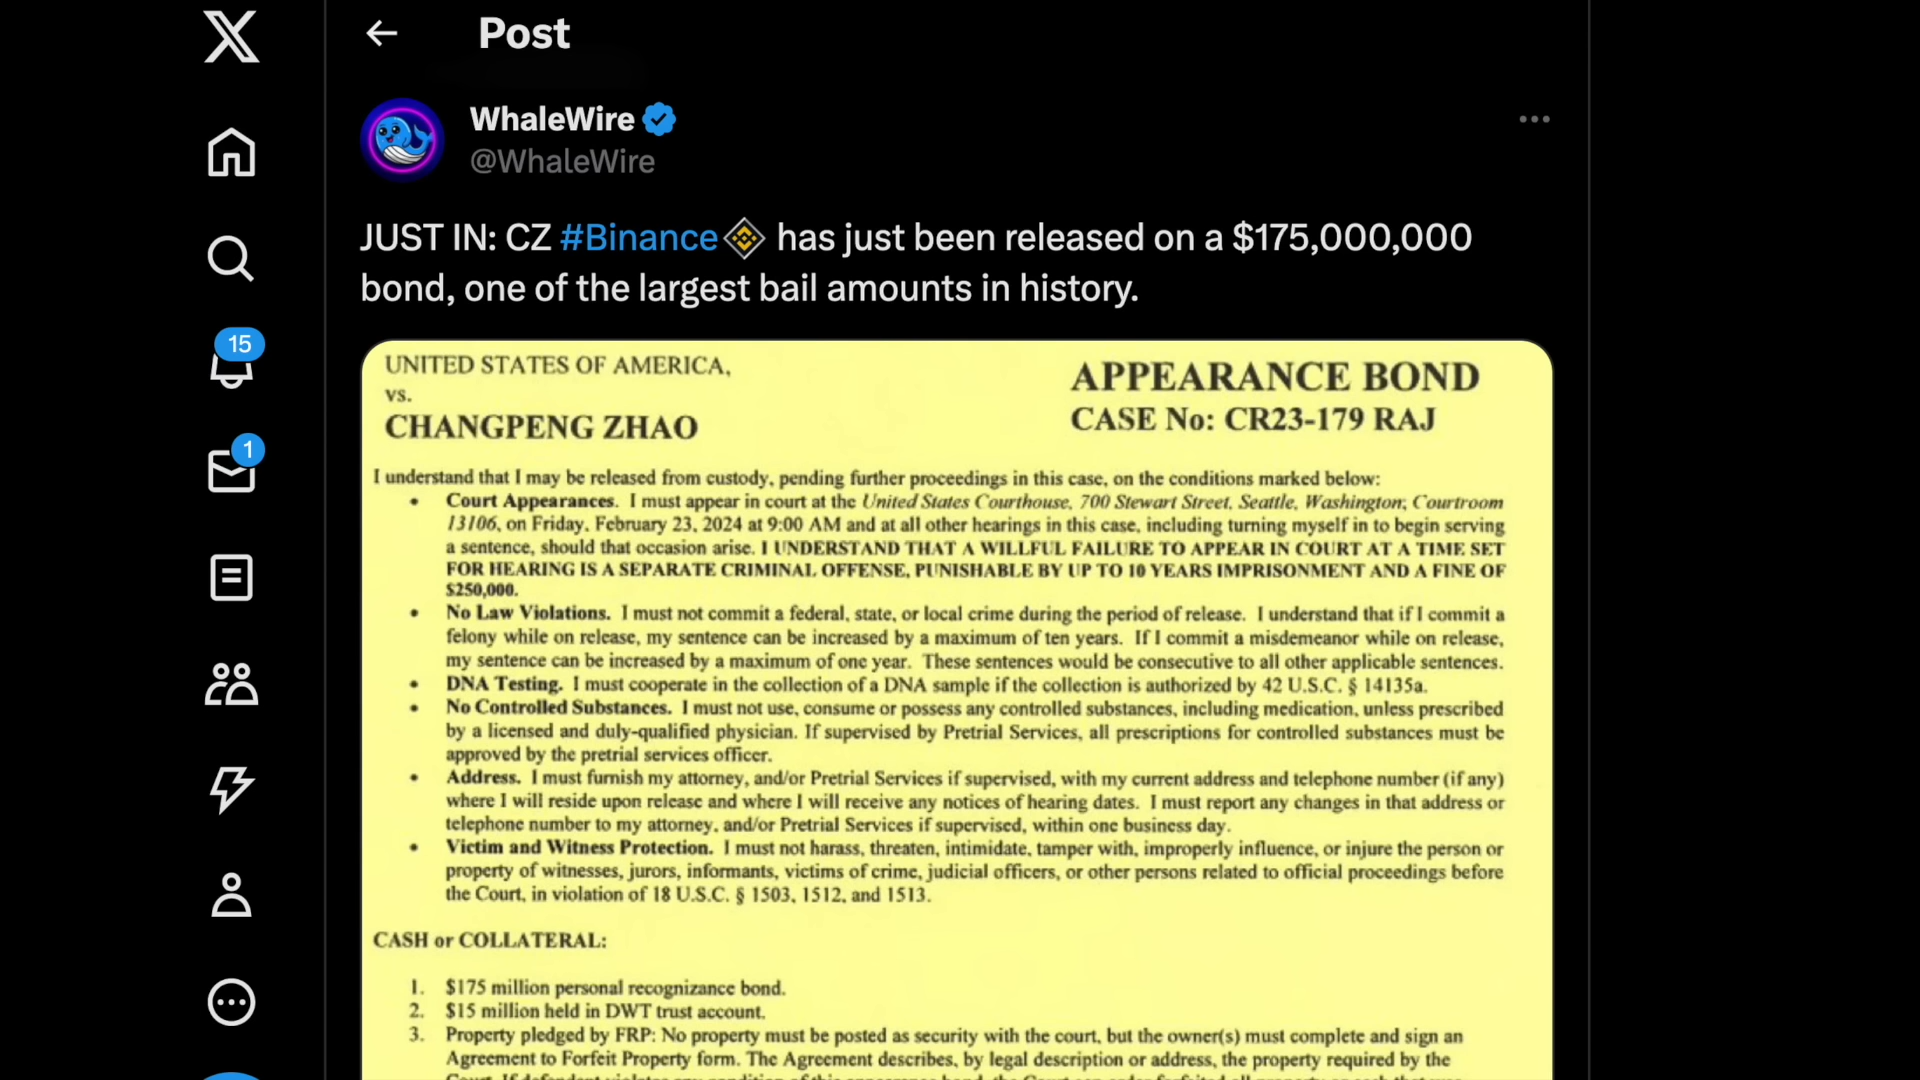 Post
WhaleWire
@WhaleWire
JUST IN: CZ #Binance has just been released on a $175,000,000
bond, one of the largest bail amounts in history.
15
1
UNITED STATES OF AMERICA,
vs.
CHANGPENG ZHAO
APPEARANCE BOND
CASE No: CR23-179 RAJ
I understand that I may be released from custody, pending further proceedings in this case, on the conditions marked below:
• Court Appearances. I must appear in court at the United States Courthouse, 700 Stewart Street, Seattle, Washington, Courtroom
13106, on Friday, February 23, 2024 at 9:00 AM and at all other hearings in this case, including turning myself in to begin serving
a sentence, should that occasion arise. I UNDERSTAND THAT A WILLFUL FAILURE TO APPEAR IN COURT AT A TIME SET
FOR HEARING IS A SEPARATE CRIMINAL OFFENSE, PUNISHABLE BY UP TO 10 YEARS IMPRISONMENT AND A FINE OF
$250,000.
• No Law Violations. I must not commit a federal, state, or local crime during the period of release. I understand that if I commit a
felony while on release, my sentence can be increased by a maximum of ten years. If I commit a misdemeanor while on release,
my sentence can be increased by a maximum of one year. These sentences would be consecutive to all other applicable sentences.
• DNA Testing. I must cooperate in the collection of a DNA sample if the collection is authorized by 42 U.S.C. § 14135a.
• No Controlled Substances. I must not use, consume or possess any controlled substances, including medication, unless prescribed
by a licensed and duly-qualified physician. If supervised by Pretrial Services, all prescriptions for controlled substances must be
approved by the pretrial services officer.
• Address. I must furnish my attorney, and/or Pretrial Services if supervised, with my current address and telephone number (if any)
where I will reside upon release and where I will receive any notices of hearing dates. I must report any changes in that address or
telephone number to my attorney, and/or Pretrial Services if supervised, within one business day.
• Victim and Witness Protection. I must not harass, threaten, intimidate, tamper with, improperly influence, or injure the person or
property of witnesses, jurors, informants, victims of crime, judicial officers, or other persons related to official proceedings before
the Court, in violation of 18 U.S.C. § 1503, 1512, and 1513.
CASH or COLLATERAL:
1. $175 million personal recognizance bond.
2. $15 million held in DWT trust account.
3. Property pledged by FRP: No property must be posted as security with the court, but the owner(s) must complete and sign an
Agreement to Forfeit Property form. The Agreement describes, by legal description or address, the property required by the